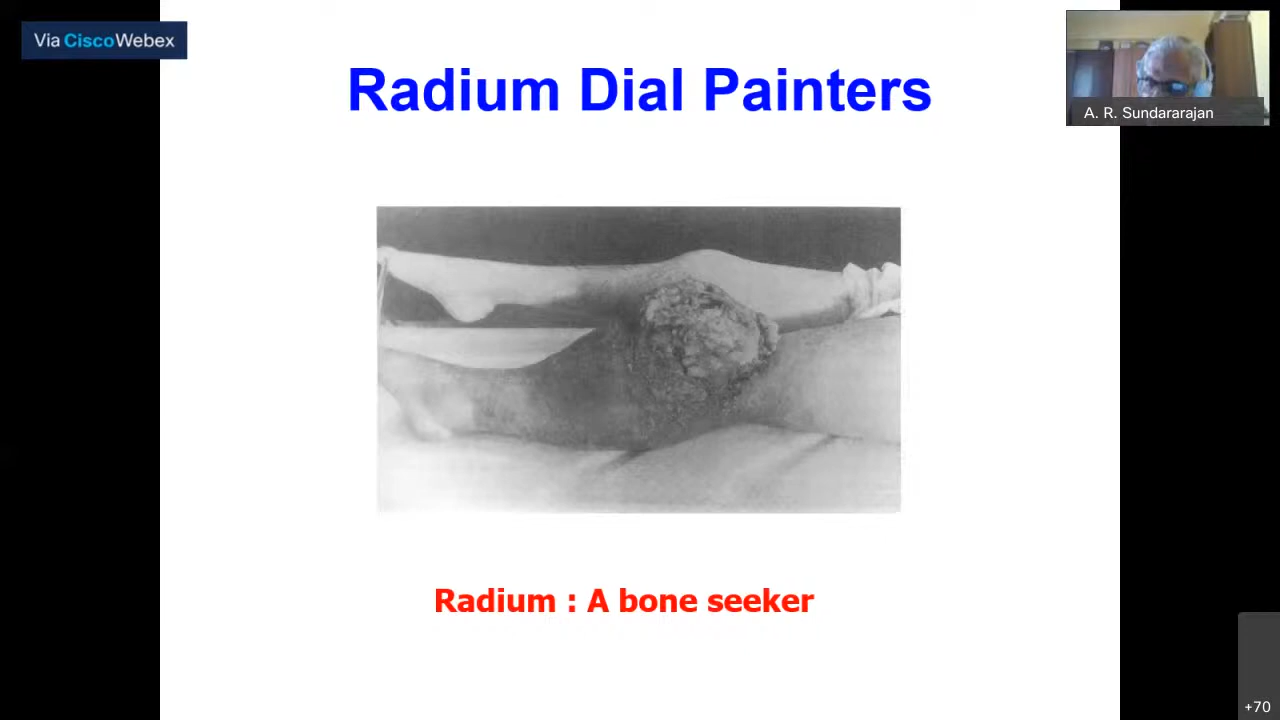 Via CiscoWebex
Radium Dial Painters
A. R. Sundararajan
Radium : A bone seeker
+70